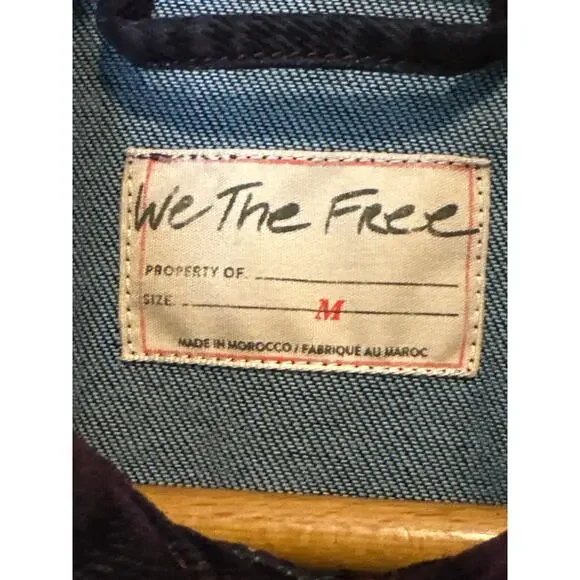 We The Free
PROPERTY OF.
SIZE. M
MADE IN MOROCCO / FABRIQUÉ AU MAROC